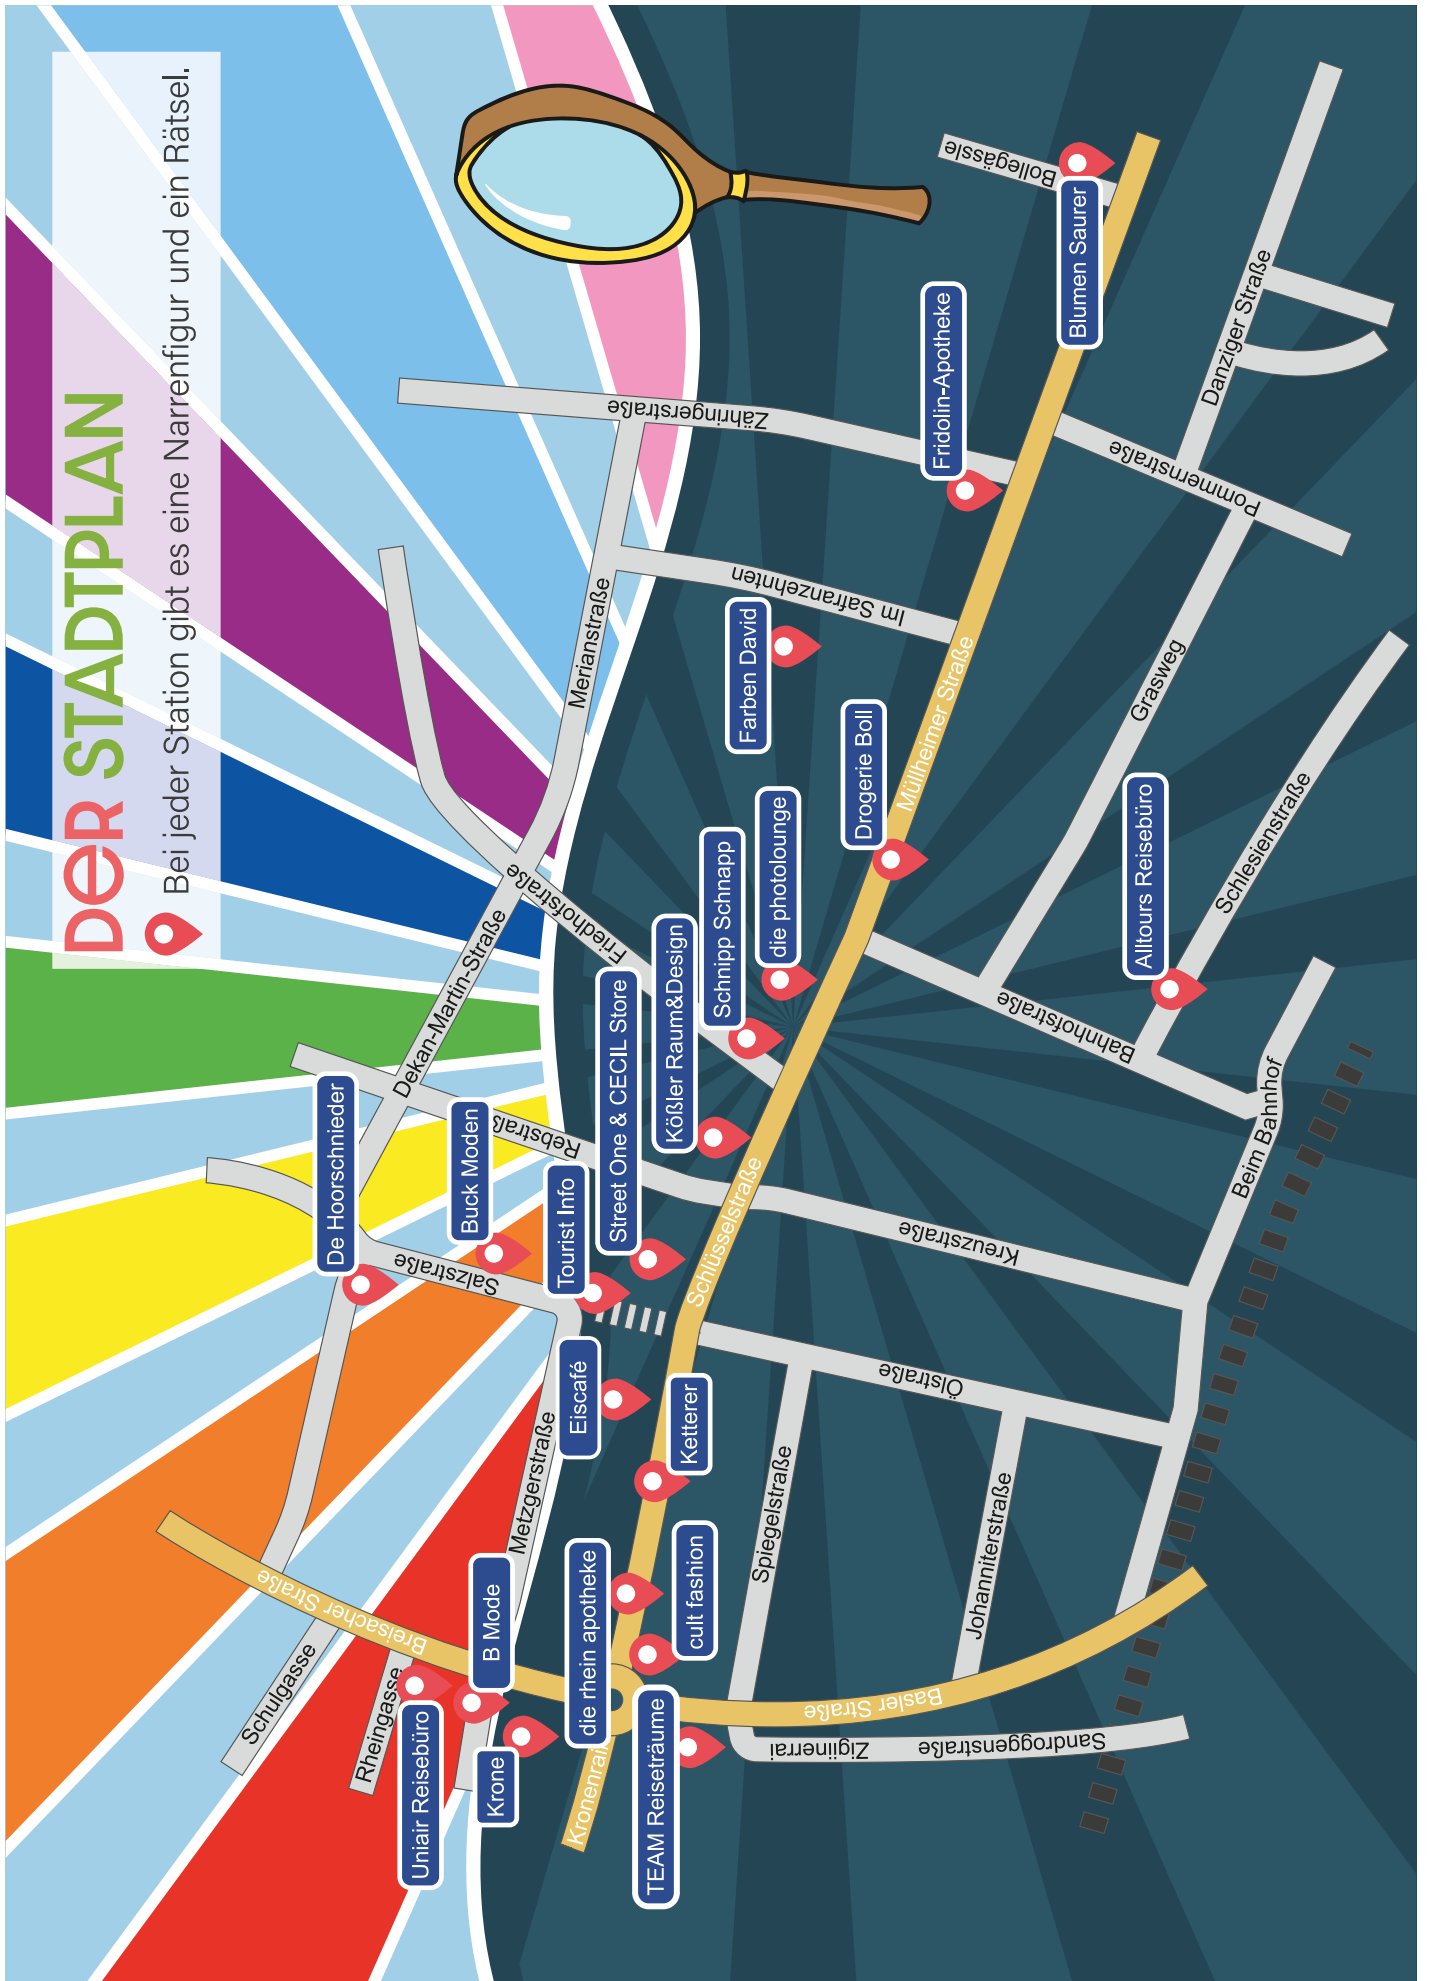 DER STADTPLAN
Bei jeder Station gibt es eine Narrenfigur und ein Rätsel.
Schulgasse
Breisacher Straße
Rheingasse
Uniair Reisebüro
B Mode
Krone
Kronenrain
die rhein apotheke
TEAM Reiseträume
cult fashion
Ketterer
Eiscafé
Metzgerstraße
De Hoorschnieder
Salzstraße
Buck Moden
Tourist Info
Street One & CECIL Store
Rebstraße
Dekan-Martin-Straße
Kößler Raum&Design
Schnipp Schnapp
die photolounge
Friedhofstraße
Merianstraße
Farben David
Drogerie Boll
Im Safranzehnten
Zähringerstraße
Fridolin-Apotheke
Blumen Saurer
Bollegässle
Müllheimer Straße
Schlüsselstraße
Danziger Straße
Pommernstraße
Grasweg
Schlesienstraße
Alltours Reisebüro
Bahnhofstraße
Beim Bahnhof
Kreuzstraße
Ölstraße
Spiegelstraße
Johanniterstraße
Basler Straße
Zigiinerrai
Sandroggenstraße